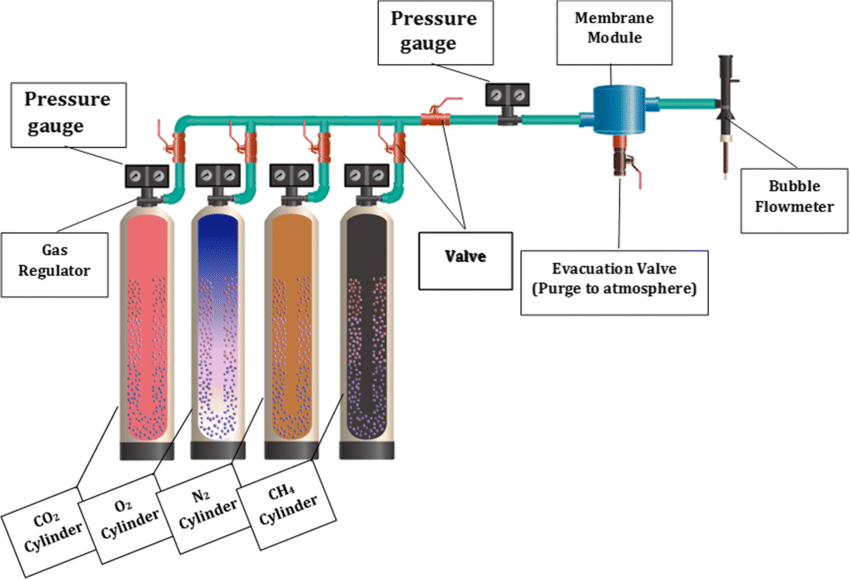 Pressure
gauge
Membrane
Module
Pressure
gauge
Gas
Regulator
Valve
Evacuation Valve
(Purge to atmosphere)
Bubble
Flowmeter
CO₂
Cylinder
O₂
Cylinder
N₂
Cylinder
CH₄
Cylinder